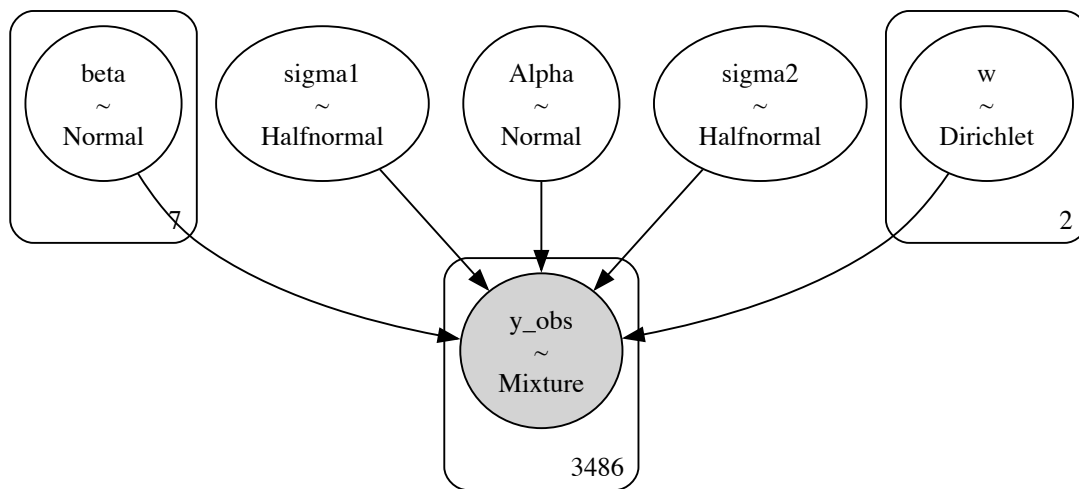 beta
~
Normal
7
sigma1
~
Halfnormal
Alpha
~
Normal
sigma2
~
Halfnormal
w
~
Dirichlet
2
y_obs
~
Mixture
3486